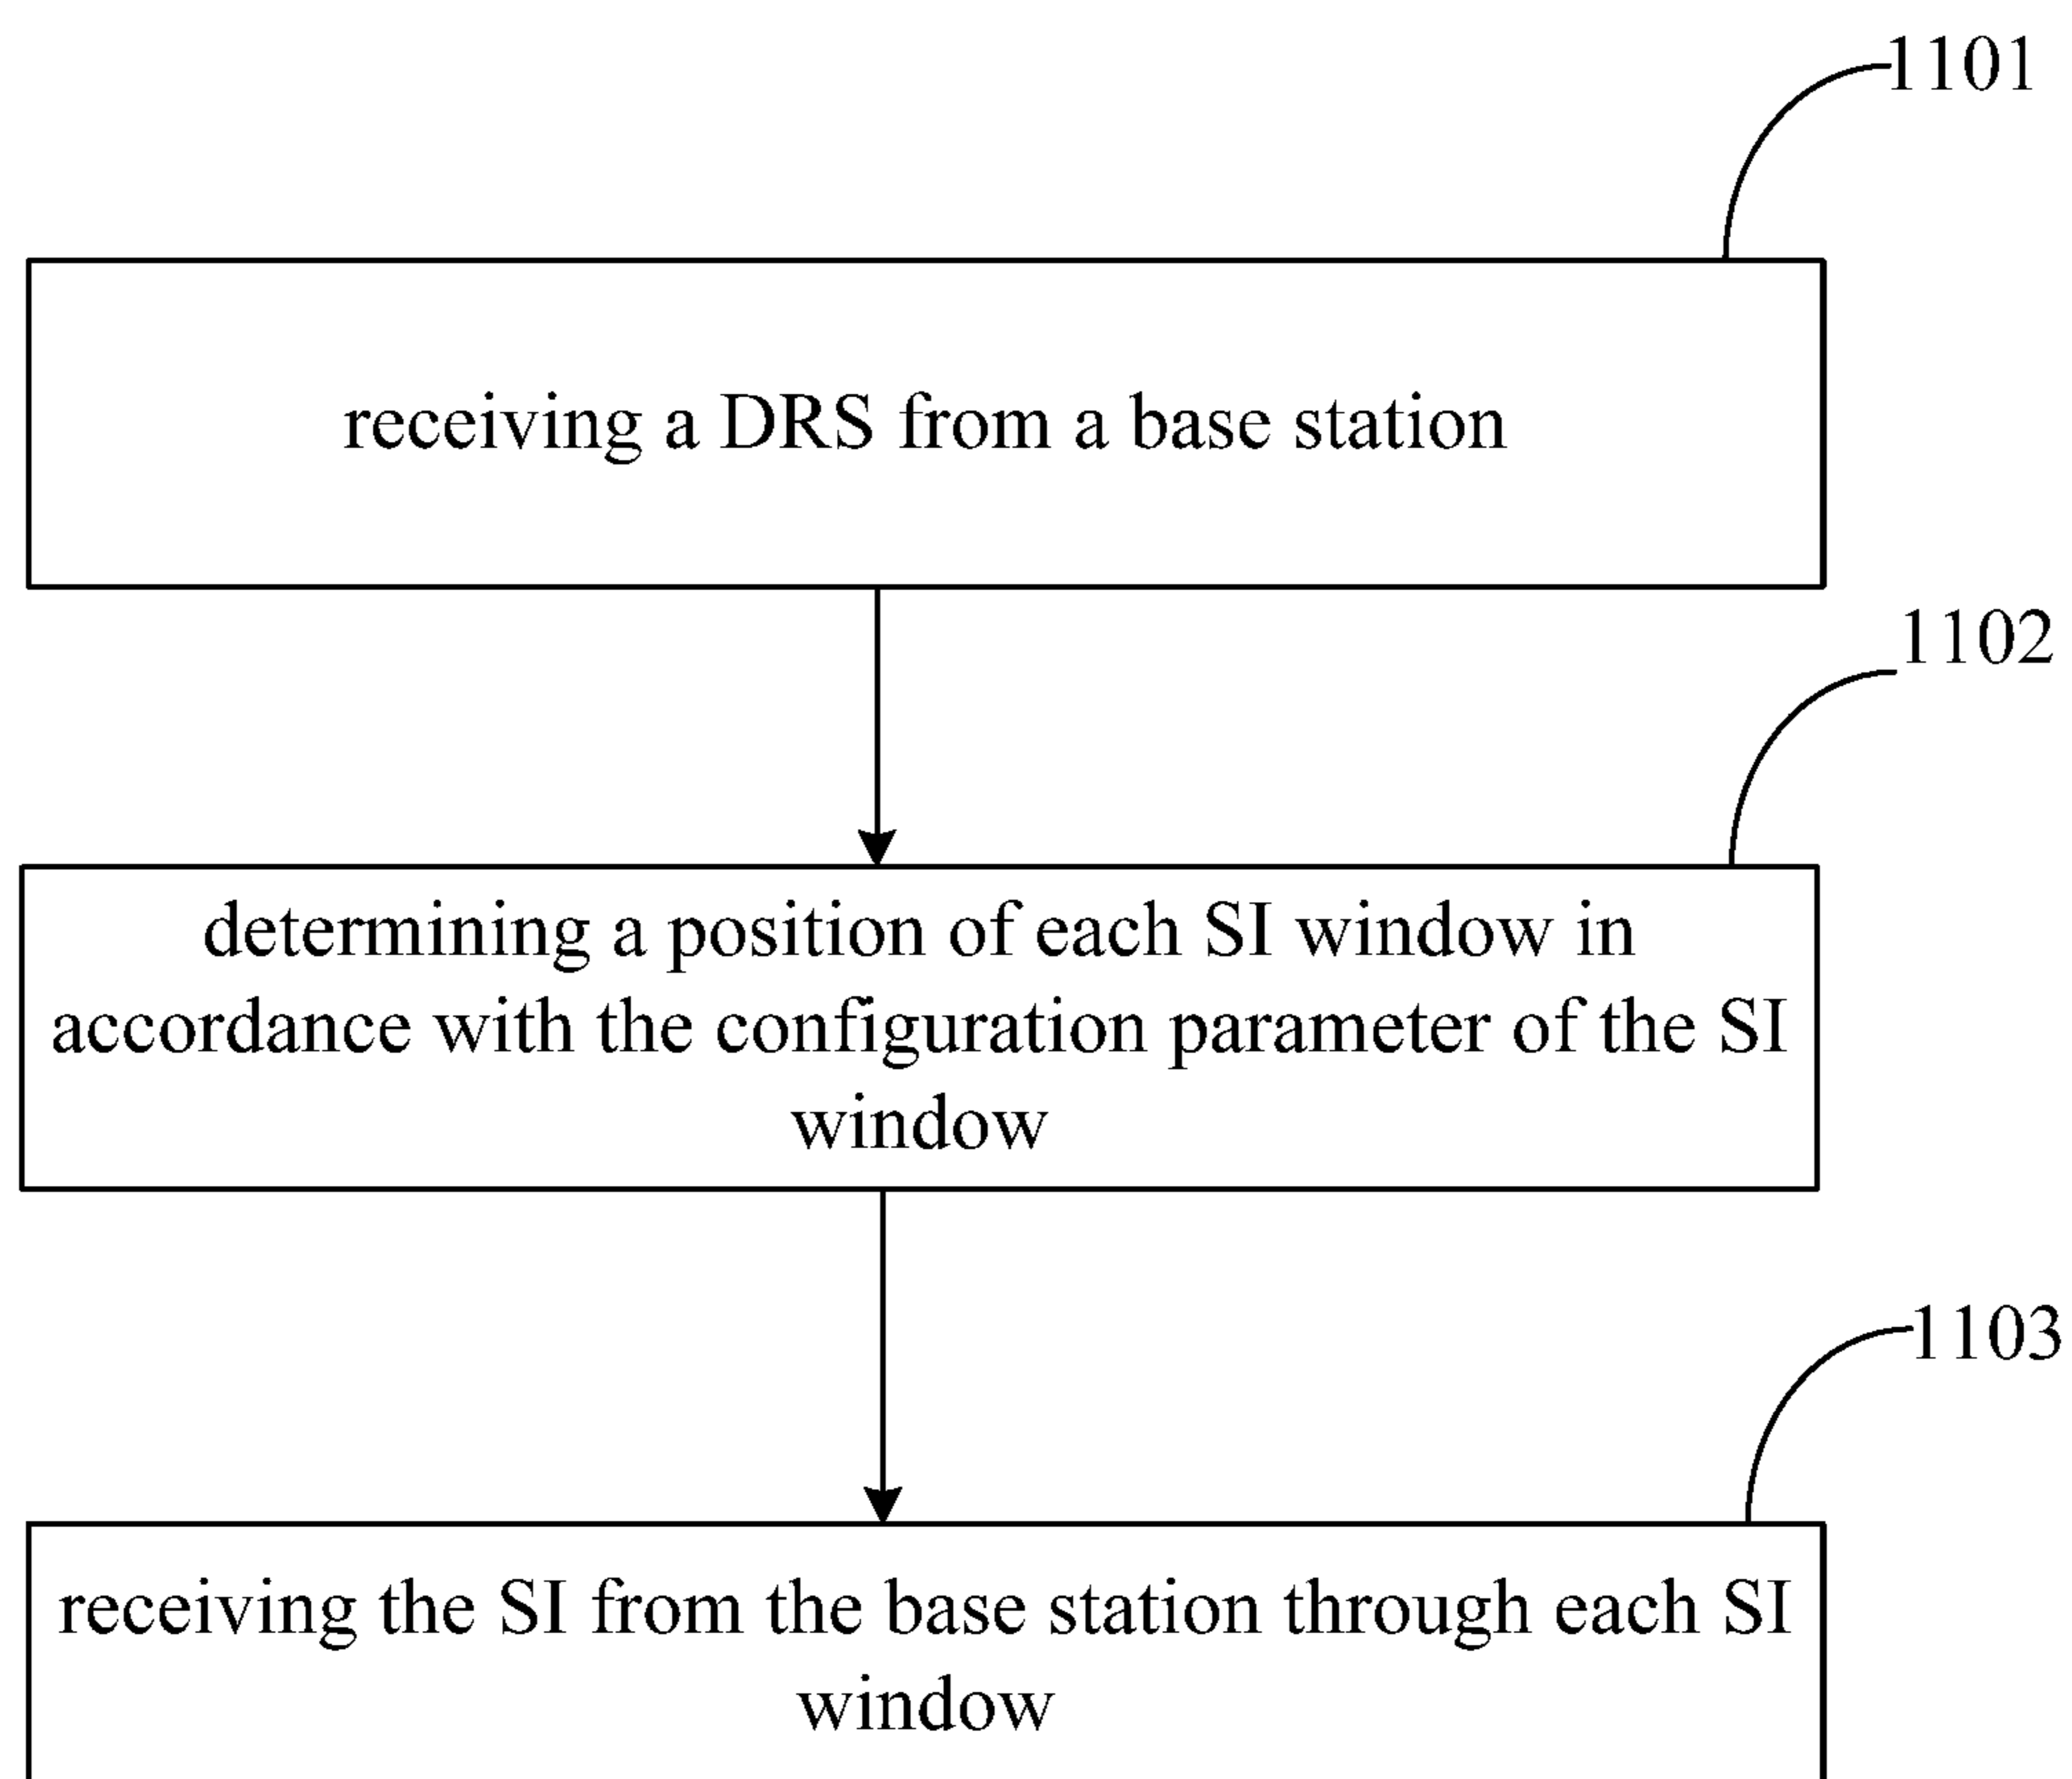 1101
receiving a DRS from a base station
1102
determining a position of each SI window in
accordance with the configuration parameter of the SI
window
1103
receiving the SI from the base station through each SI
window